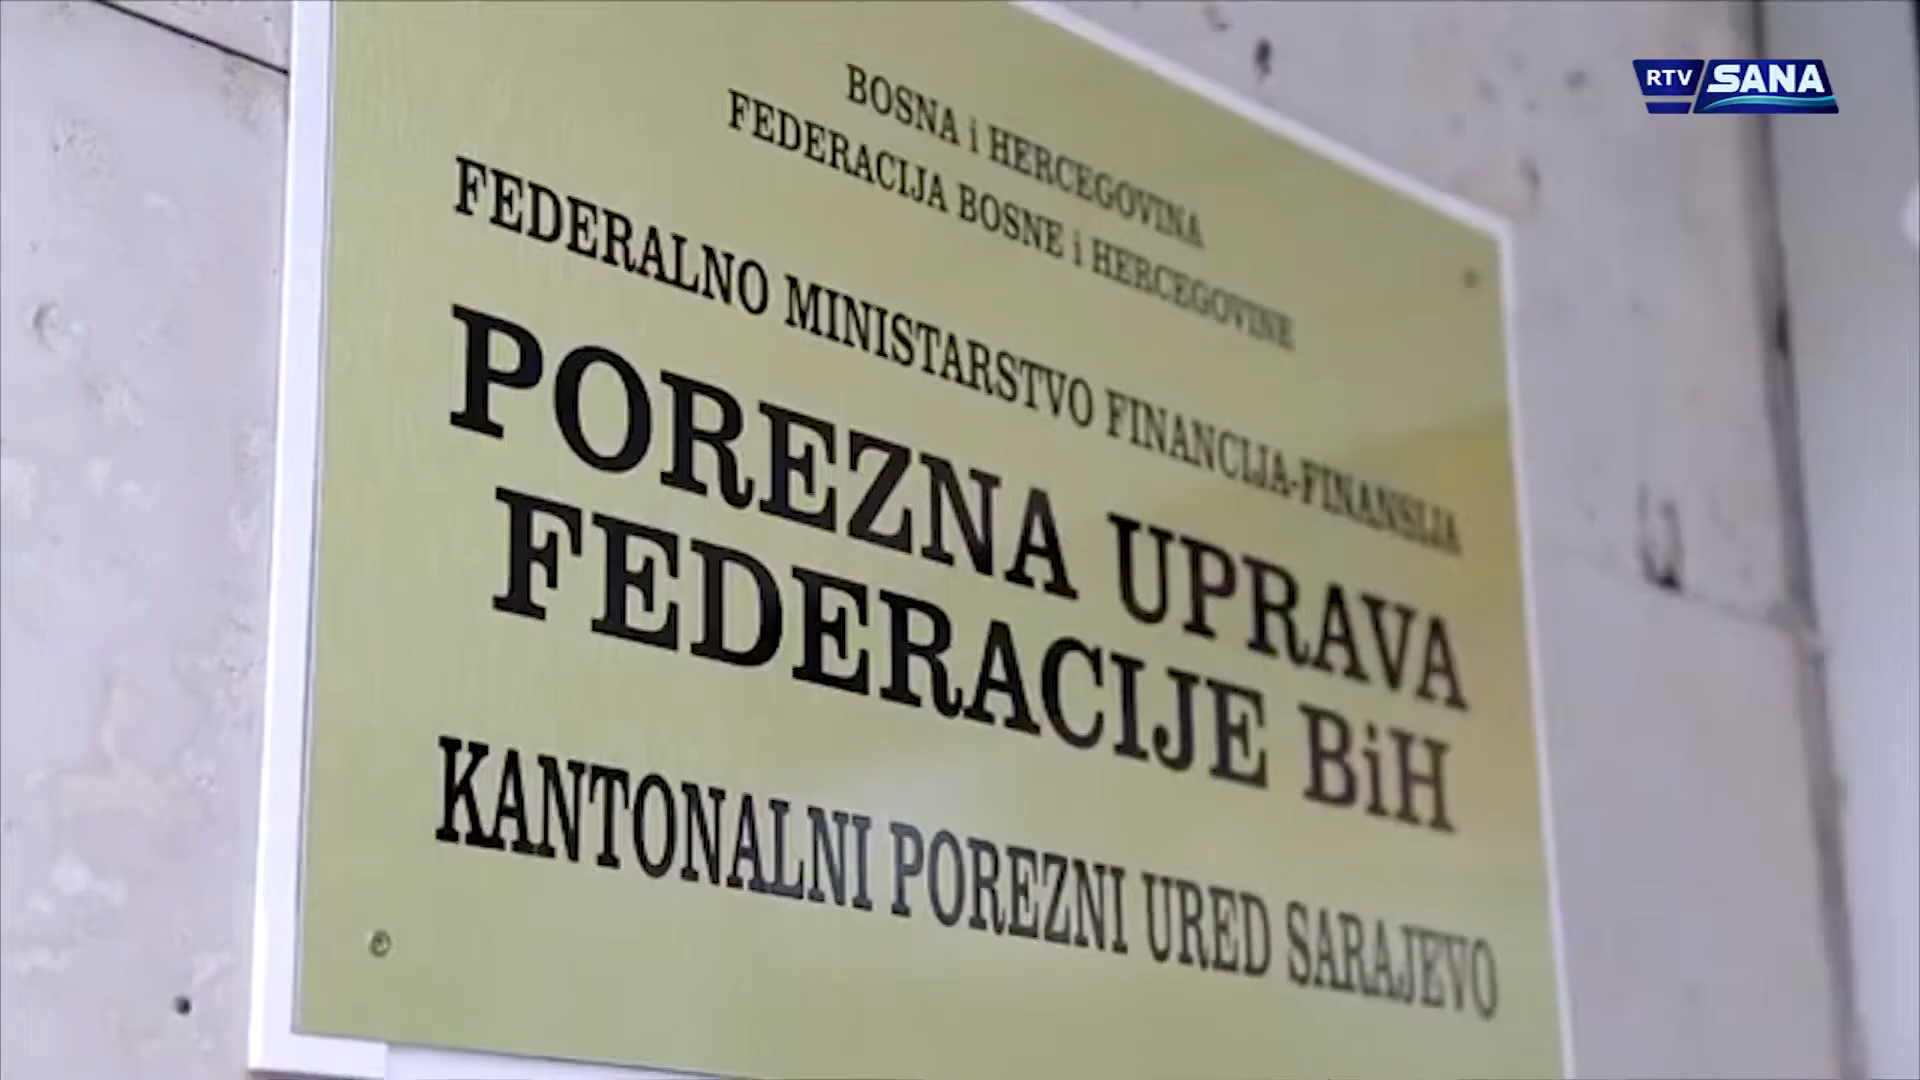 RTV SANA
BOSNA i HERCEGOVINA
FEDERACIJA BOSNE i HERCEGOVINE
FEDERALNO MINISTARSTVO FINANCIJA-FINANSIJA
POREZNA UPRAVA
FEDERACIJE BiH
KANTONALNI POREZNI URED SARAJEVO